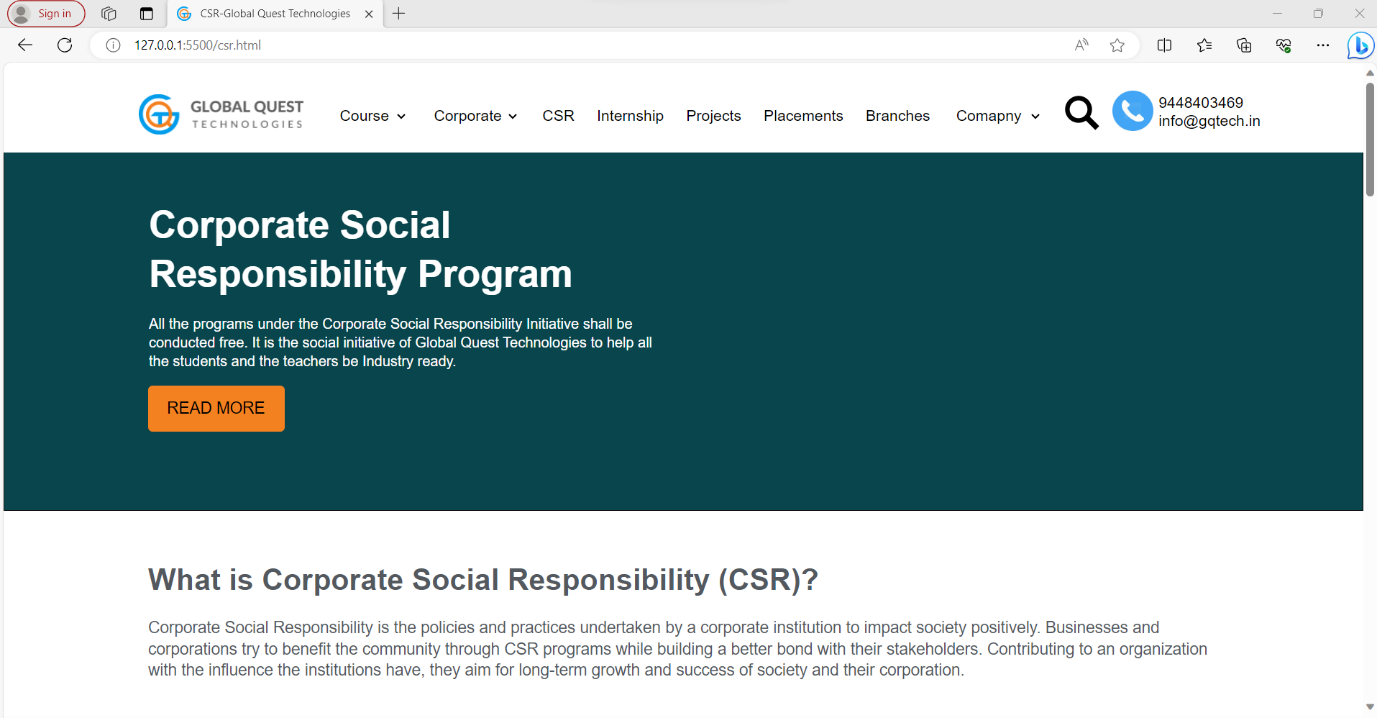 Sign in
CSR-Global Quest Technologies
127.0.0.1:5500/csr.html
GLOBAL QUEST
TECHNOLOGIES
Course Corporate CSR Internship Projects Placements Branches Comapny
9448403469
info@gqtech.in
Corporate Social
Responsibility Program
All the programs under the Corporate Social Responsibility Initiative shall be
conducted free. It is the social initiative of Global Quest Technologies to help all
the students and the teachers be Industry ready.
READ MORE
What is Corporate Social Responsibility (CSR)?
Corporate Social Responsibility is the policies and practices undertaken by a corporate institution to impact society positively. Businesses and
corporations try to benefit the community through CSR programs while building a better bond with their stakeholders. Contributing to an organization
with the influence the institutions have, they aim for long-term growth and success of society and their corporation.